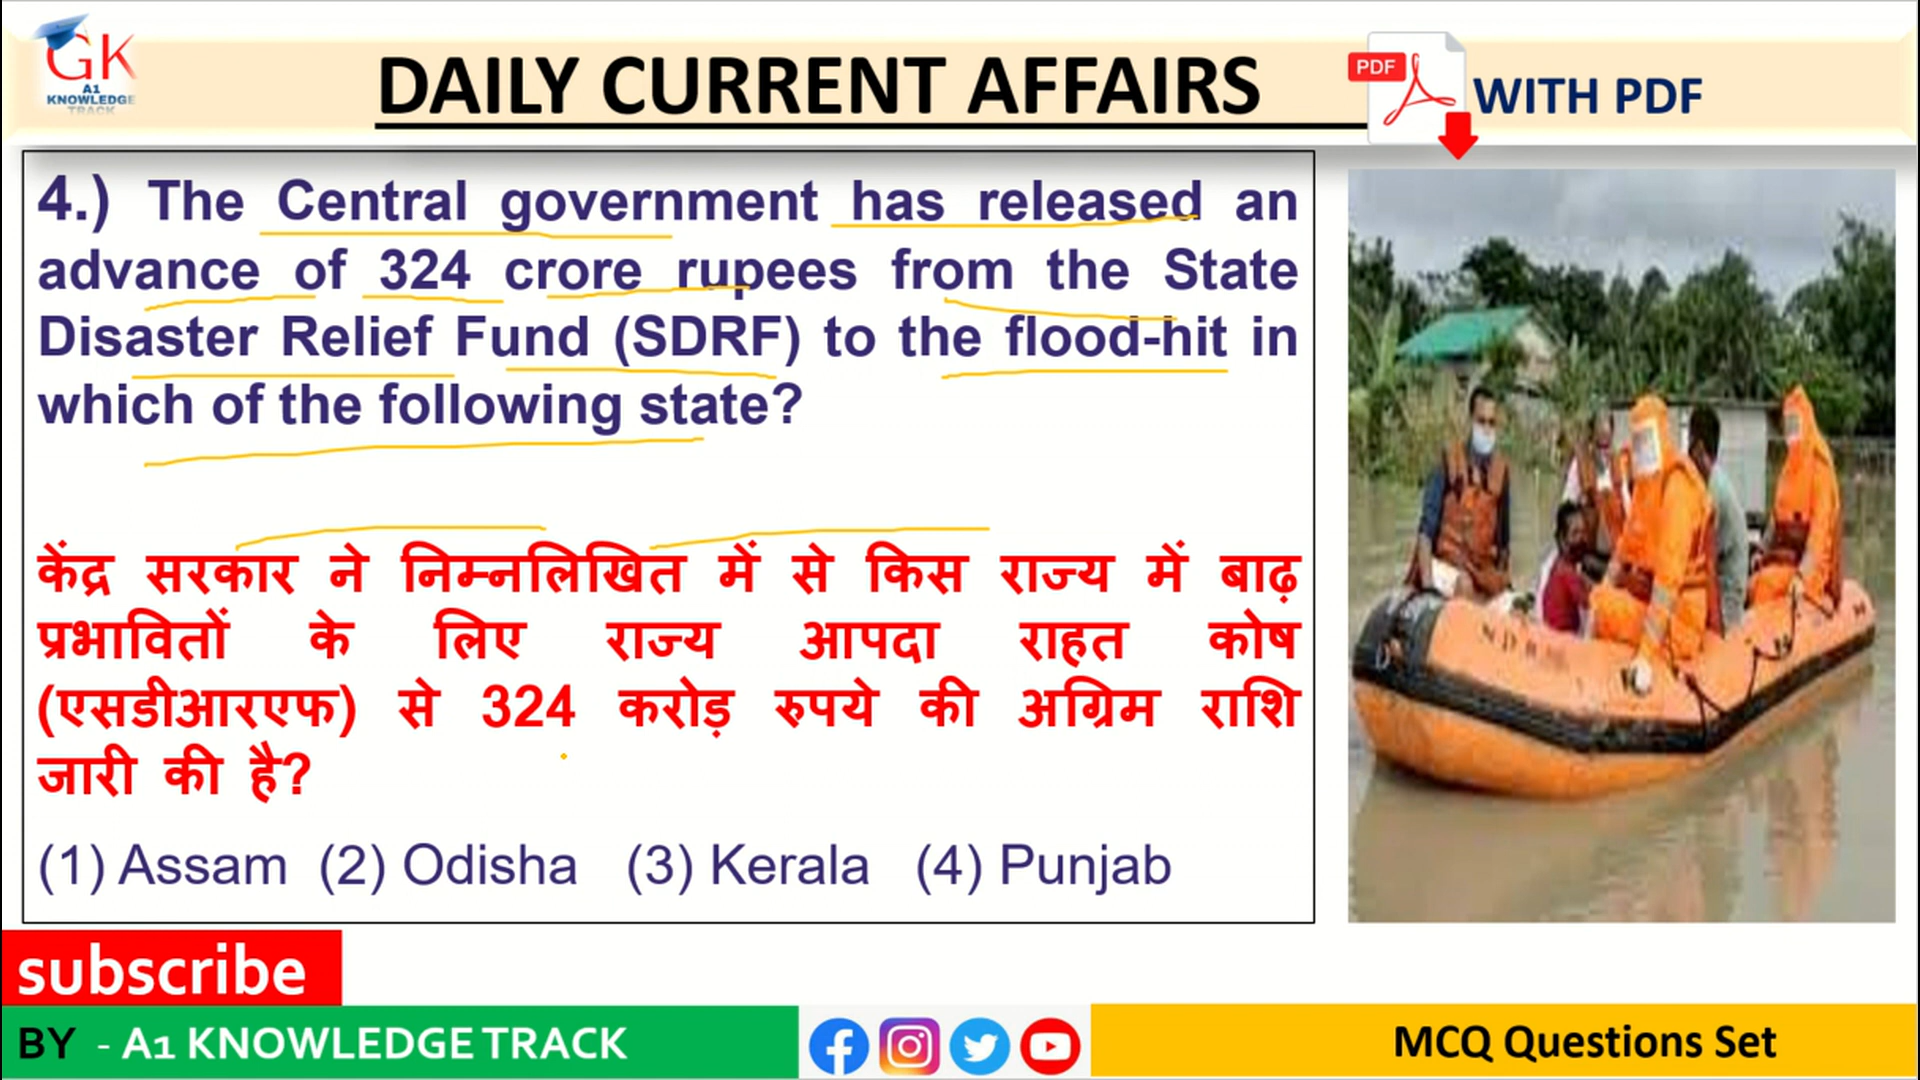 GK
A1
KNOWLEDGE
TRACK
DAILY CURRENT AFFAIRS
PDF
WITH PDF
4.) The Central government has released an
advance of 324 crore rupees from the State
Disaster Relief Fund (SDRF) to the flood-hit in
which of the following state?
केंद्र सरकार ने निम्नलिखित में से किस राज्य में बाढ़
प्रभावितों के लिए राज्य आपदा राहत कोष
(एसडीआरएफ) से 324 करोड़ रुपये की अग्रिम राशि
जारी की है?
(1) Assam (2) Odisha (3) Kerala (4) Punjab
subscribe
BY - A1 KNOWLEDGE TRACK
MCQ Questions Set